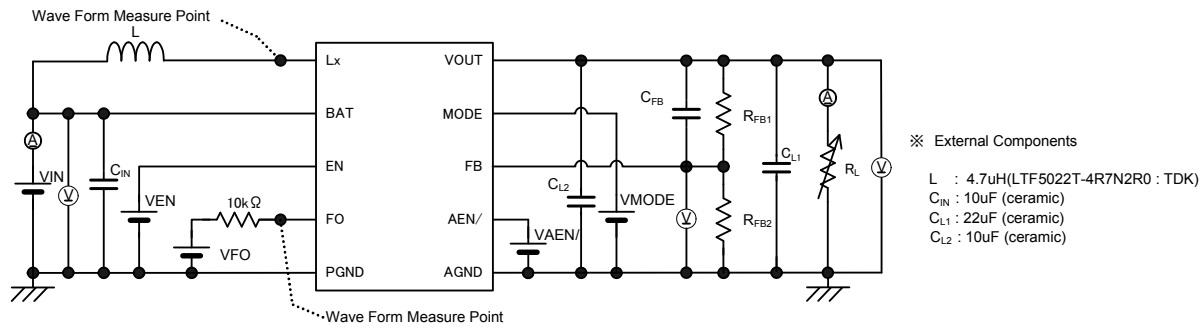 Wave Form Measure Point
L
Lx
BAT
EN
FO
PGND
VOUT
MODE
FB
AEN/
AGND
A
VIN
V
CIN
VEN
10kΩ
VFO
CFB
RFB1
CL2
VMODE
V
RFB2
VAEN/
CL1
A
RL
V
Wave Form Measure Point
※ External Components
L : 4.7uH(LTF5022T-4R7N2R0 : TDK)
CIN : 10uF (ceramic)
CL1 : 22uF (ceramic)
CL2 : 10uF (ceramic)